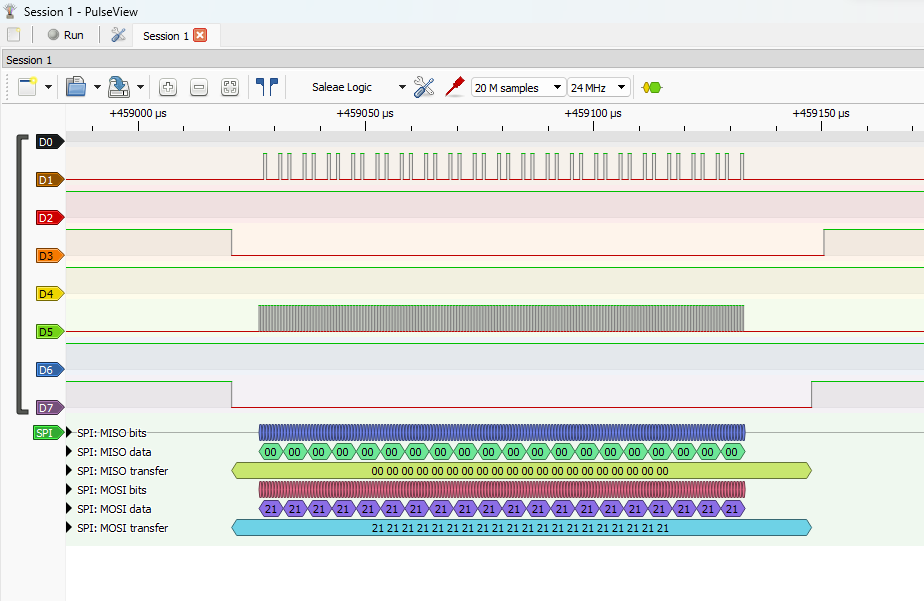 Session 1 - PulseView
Run
Session 1
Session 1
Saleae Logic
20 M samples
24 MHz
+459000 µs +459050 µs +459100 µs +459150 µs
D0
D1
D2
D3
D4
D5
D6
D7
SPI SPI: MISO bits
SPI: MISO data 00 00 00 00 00 00 00 00 00 00 00 00 00 00 00 00 00 00 00 00
SPI: MISO transfer 00 00 00 00 00 00 00 00 00 00 00 00 00 00 00 00 00 00 00 00
SPI: MOSI bits
SPI: MOSI data 21 21 21 21 21 21 21 21 21 21 21 21 21 21 21 21 21 21 21 21
SPI: MOSI transfer 21 21 21 21 21 21 21 21 21 21 21 21 21 21 21 21 21 21 21 21